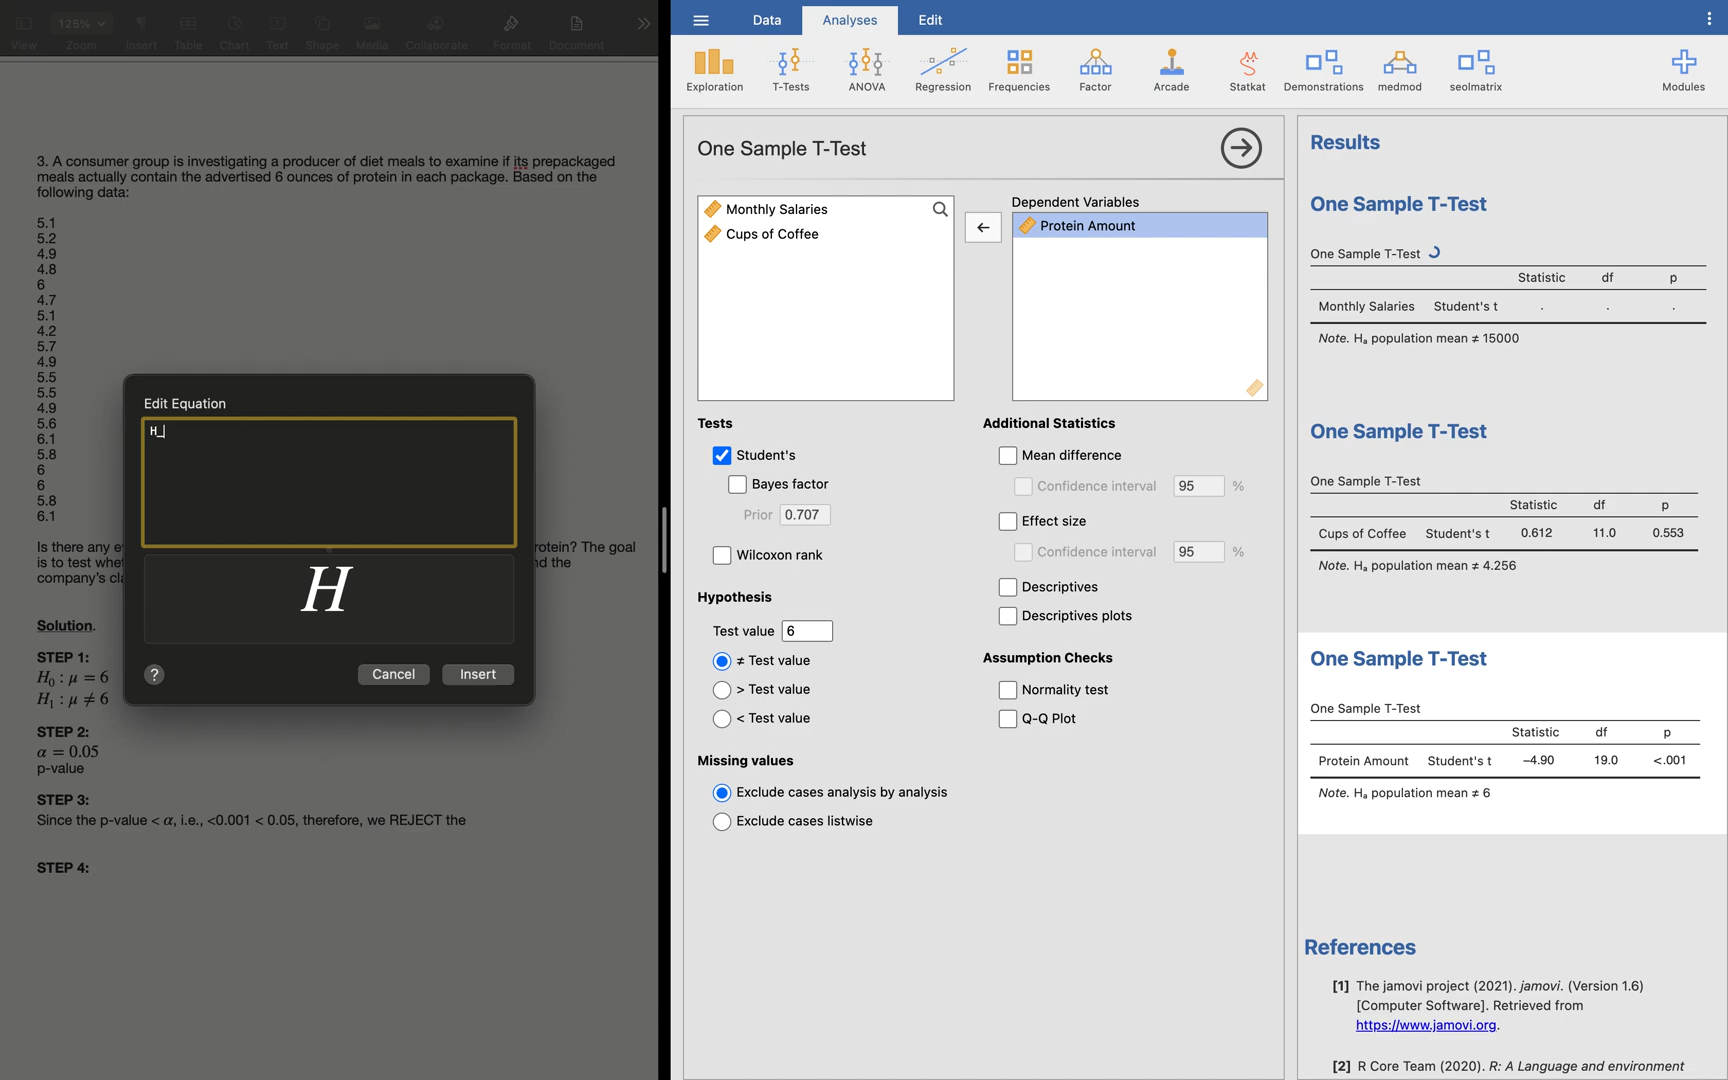 View
125%
Zoom
Insert
Table
Chart
Text
Shape
Media
Collaborate
Format
Document
3. A consumer group is investigating a producer of diet meals to examine if its prepackaged
meals actually contain the advertised 6 ounces of protein in each package. Based on the
following data:
5.1
5.2
4.9
4.8
6
4.7
5.1
4.2
5.7
4.9
5.5
5.5
4.9
5.6
6.1
5.8
6
6
5.8
6.1
Is there any e
rotein? The goal
is to test whe
nd the
company's cla
Solution.
STEP 1:
H₀ : μ = 6
H₁ : μ ≠ 6
STEP 2:
α = 0.05
p-value
STEP 3:
Since the p-value < α, i.e., <0.001 < 0.05, therefore, we REJECT the
STEP 4:
Edit Equation
H_
H
?
Cancel
Insert
Data
Analyses
Edit
Exploration
T-Tests
ANOVA
Regression
Frequencies
Factor
Arcade
Statkat
Demonstrations
medmod
seolmatrix
Modules
One Sample T-Test
Monthly Salaries
Cups of Coffee
Dependent Variables
Protein Amount
Tests
Student's
Bayes factor
Prior 0.707
Wilcoxon rank
Hypothesis
Test value 6
≠ Test value
> Test value
< Test value
Missing values
Exclude cases analysis by analysis
Exclude cases listwise
Additional Statistics
Mean difference
Confidence interval 95 %
Effect size
Confidence interval 95 %
Descriptives
Descriptives plots
Assumption Checks
Normality test
Q-Q Plot
Results
One Sample T-Test
One Sample T-Test
Statistic df p
Monthly Salaries Student's t . . .
Note. Hₐ population mean ≠ 15000
One Sample T-Test
One Sample T-Test
Statistic df p
Cups of Coffee Student's t 0.612 11.0 0.553
Note. Hₐ population mean ≠ 4.256
One Sample T-Test
One Sample T-Test
Statistic df p
Protein Amount Student's t −4.90 19.0 <.001
Note. Hₐ population mean ≠ 6
References
[1] The jamovi project (2021). jamovi. (Version 1.6)
[Computer Software]. Retrieved from
https://www.jamovi.org.
[2] R Core Team (2020). R: A Language and environment